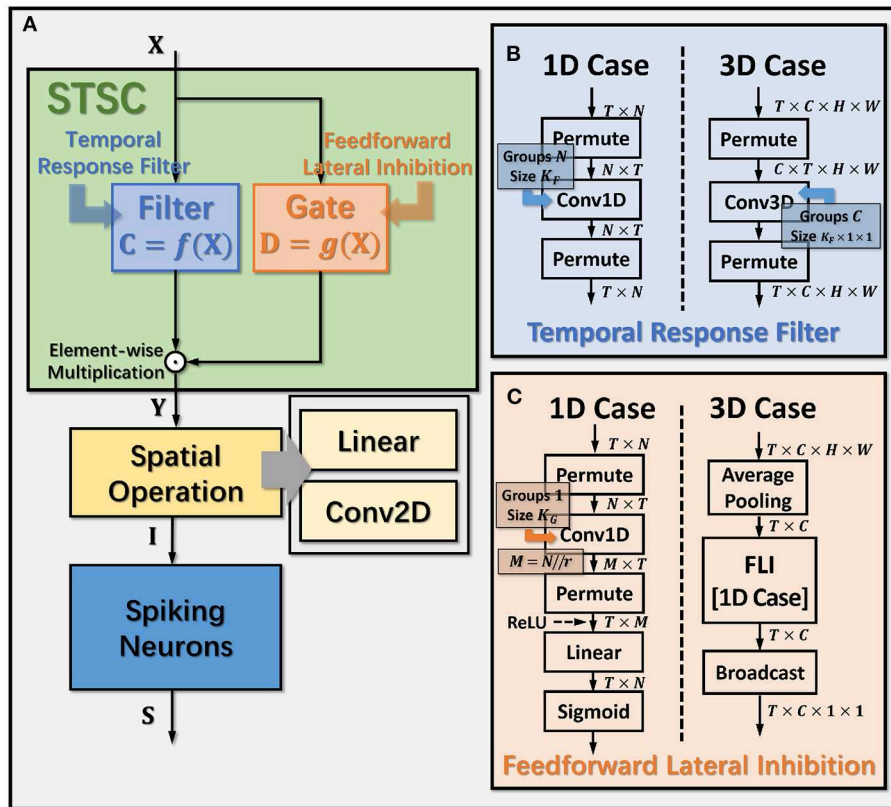 A
X
STSC
Temporal
Response Filter
Feedforward
Lateral Inhibition
Filter
C = f(X)
Gate
D = g(X)
Element-wise
Multiplication
Y
Spatial
Operation
Linear
Conv2D
I
Spiking
Neurons
S
B
1D Case
T × N
Permute
Groups N
Size K_F
N × T
Conv1D
N × T
Permute
T × N
3D Case
T × C × H × W
Permute
C × T × H × W
Conv3D
Groups C
Size K_F × 1 × 1
Permute
T × C × H × W
Temporal Response Filter
C
1D Case
T × N
Permute
Groups 1
Size K_G
N × T
Conv1D
M = N//r
M × T
Permute
ReLU
T × M
Linear
T × N
Sigmoid
3D Case
T × C × H × W
Average
Pooling
T × C
FLI
[1D Case]
T × C
Broadcast
T × C × 1 × 1
Feedforward Lateral Inhibition